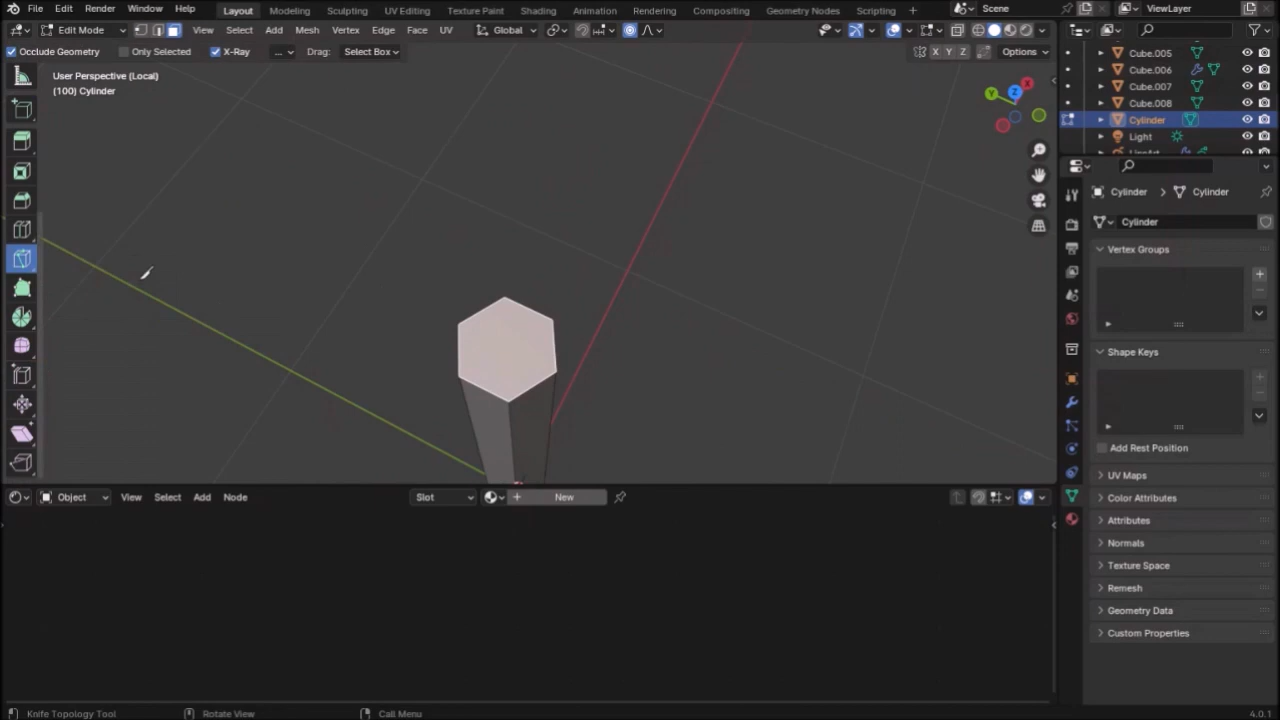 File Edit Render Window Help Layout Modeling Sculpting UV Editing Texture Paint Shading Animation Rendering Compositing Geometry Nodes Scripting + Scene ViewLayer
Edit Mode View Select Add Mesh Vertex Edge Face UV Global
Occlude Geometry Only Selected X-Ray ... Drag: Select Box X Y Z Options
User Perspective (Local)
(100) Cylinder
X
Y
Z
Cube.005
Cube.006
Cube.007
Cube.008
Cylinder
Light
Cylinder > Cylinder
Cylinder
Vertex Groups
Shape Keys
Add Rest Position
UV Maps
Color Attributes
Attributes
Normals
Texture Space
Remesh
Geometry Data
Custom Properties
Object View Select Add Node Slot + New
Knife Topology Tool Rotate View Call Menu 4.0.1